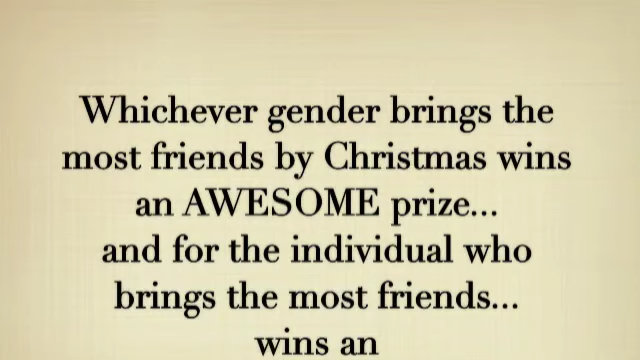 Whichever gender brings the
most friends by Christmas wins
an AWESOME prize...
and for the individual who
brings the most friends...
wins an